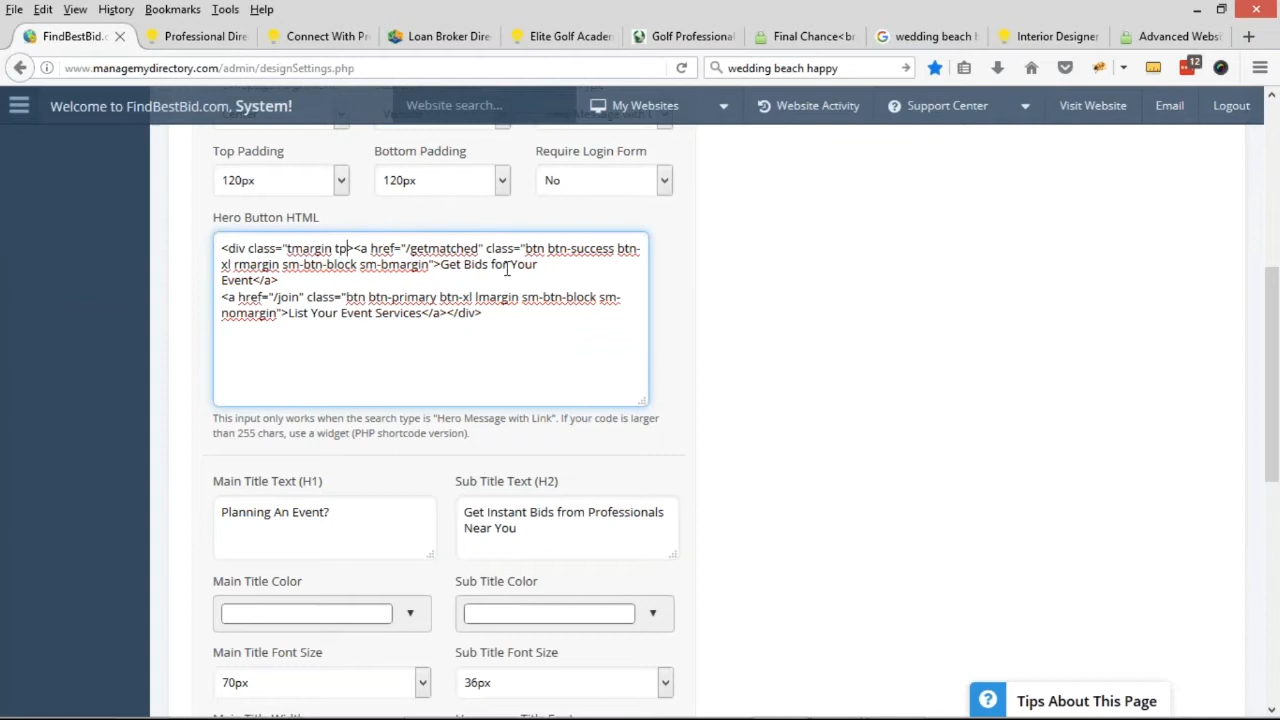 File Edit View History Bookmarks Tools Help
FindBestBid.c Professional Dire Connect With Pr Loan Broker Dire Elite Golf Acaden Golf Professional Final Chance<br wedding beach h Interior Designer Advanced Websi
www.managemydirectory.com/admin/designSettings.php wedding beach happy 12
Welcome to FindBestBid.com, System! Website search... My Websites Website Activity Support Center Visit Website Email Logout
Top Padding Bottom Padding Require Login Form
120px 120px No
Hero Button HTML
<div class="tmargin tp><a href="/getmatched" class="btn btn-success btn-
xl rmargin sm-btn-block sm-bmargin">Get Bids for Your
Event</a>
<a href="/join" class="btn btn-primary btn-xl lmargin sm-btn-block sm-
nomargin">List Your Event Services</a></div>
This input only works when the search type is "Hero Message with Link". If your code is larger
than 255 chars, use a widget (PHP shortcode version).
Main Title Text (H1) Sub Title Text (H2)
Planning An Event? Get Instant Bids from Professionals
Near You
Main Title Color Sub Title Color
Main Title Font Size Sub Title Font Size
70px 36px
Tips About This Page